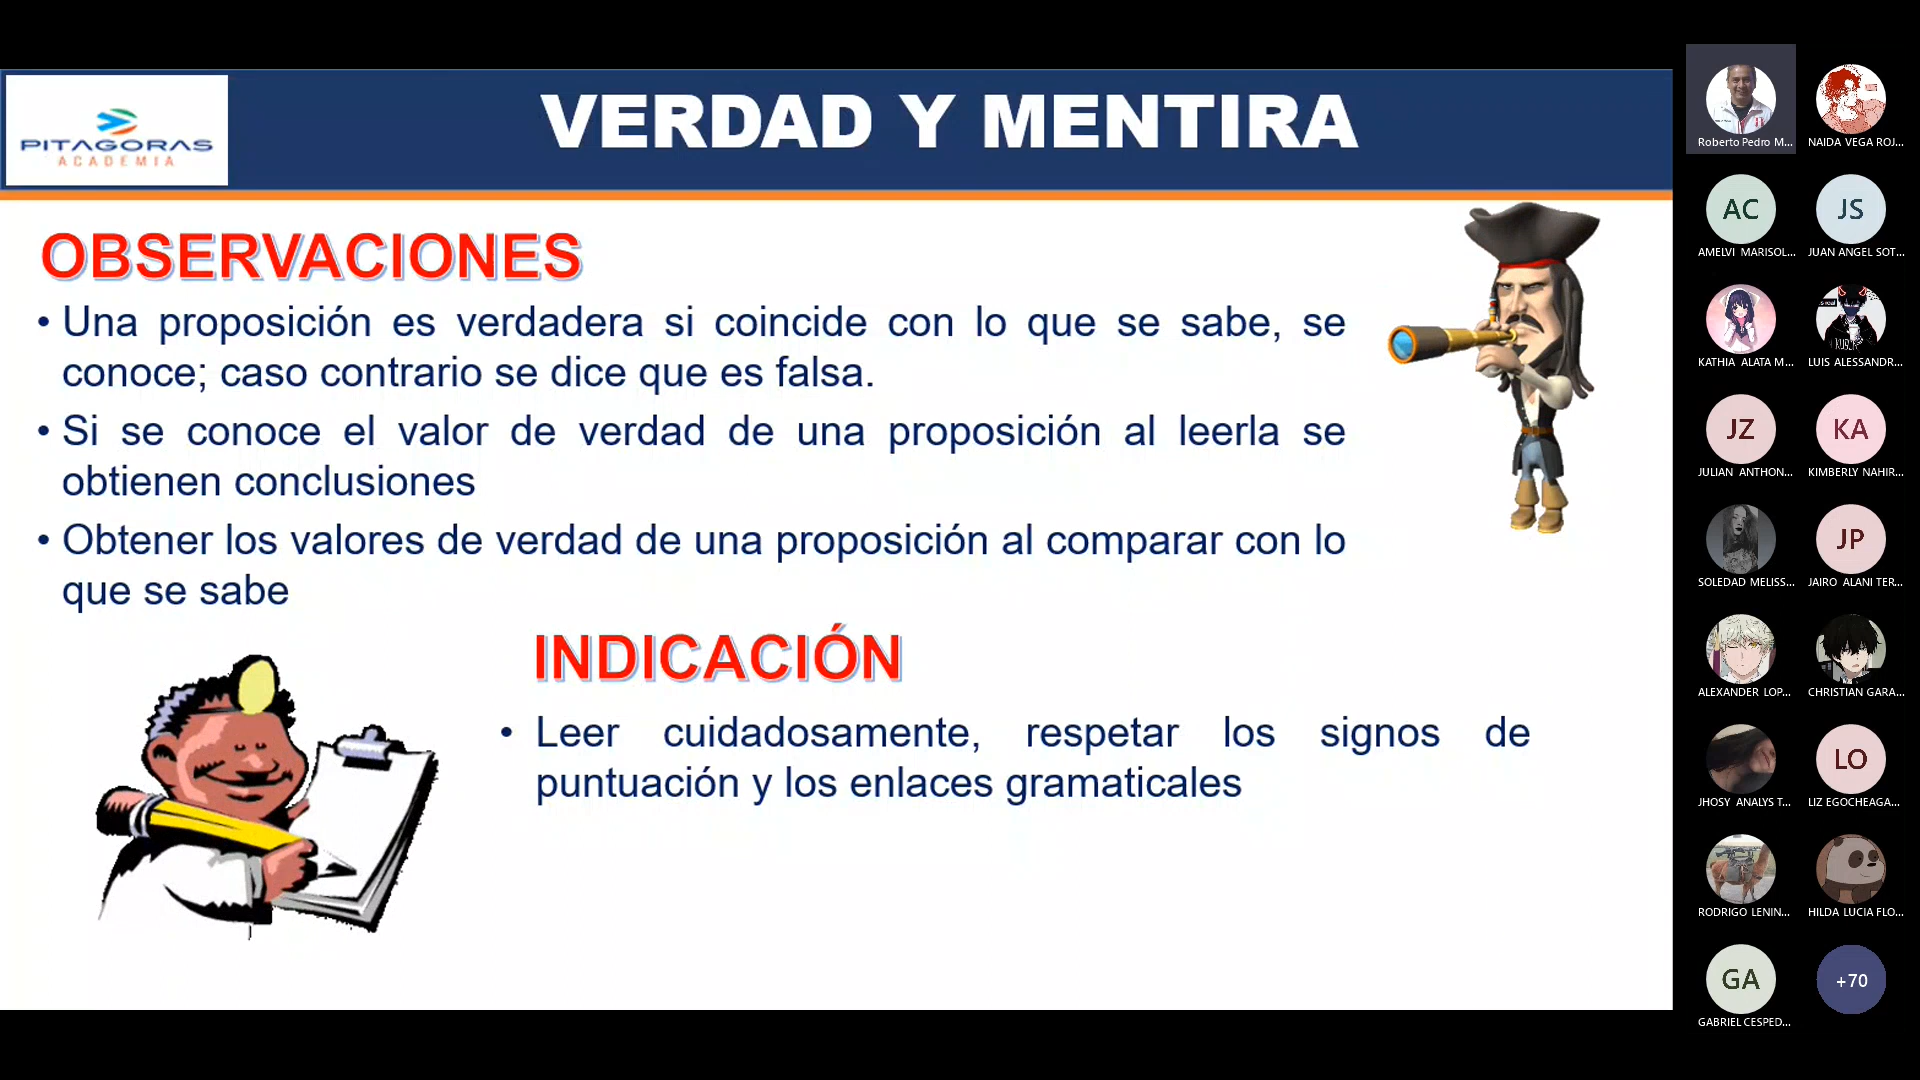 PITAGORAS
ACADEMIA
VERDAD Y MENTIRA
OBSERVACIONES
• Una proposición es verdadera si coincide con lo que se sabe, se
conoce; caso contrario se dice que es falsa.
• Si se conoce el valor de verdad de una proposición al leerla se
obtienen conclusiones
• Obtener los valores de verdad de una proposición al comparar con lo
que se sabe
INDICACIÓN
• Leer cuidadosamente, respetar los signos de
puntuación y los enlaces gramaticales
Roberto Pedro M...
NAIDA VEGA ROJ...
AC
JS
AMELVI MARISOL...
JUAN ANGEL SOT...
KATHIA ALATA M...
LUIS ALESSANDR...
JZ
KA
JULIAN ANTHON...
KIMBERLY NAHIR...
JP
SOLEDAD MELISS...
JAIRO ALANI TER...
ALEXANDER LOP...
CHRISTIAN GARA...
LO
JHOSY ANALYS T...
LIZ EGOCHEAGA...
RODRIGO LENIN...
HILDA LUCIA FLO...
GA
+70
GABRIEL CESPED...